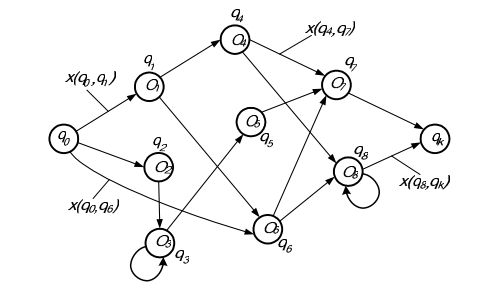 q4
O4
x(q4,q7)
q1
q7
x(q0,q1)
O1
O7
O5
q0
q5
qk
q2
O2
q8
O8
x(q8,qk)
x(q0,q6)
O6
O3
q6
q3